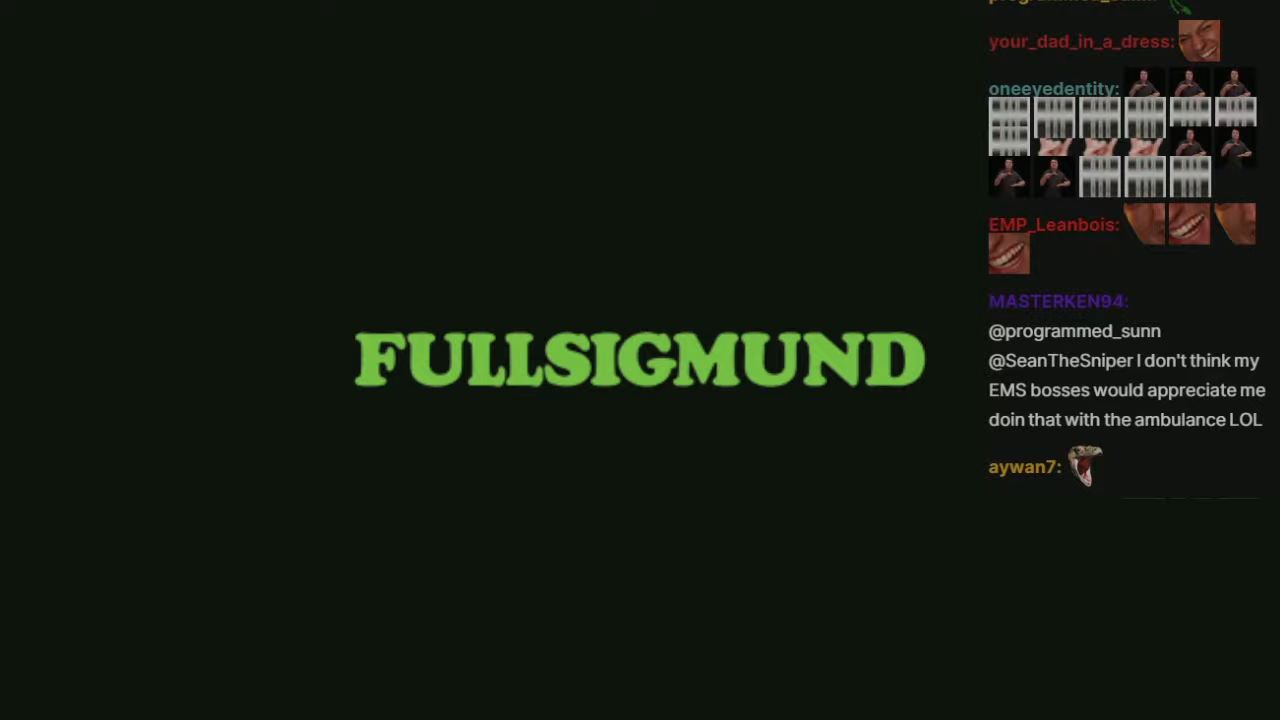 your_dad_in_a_dress:
oneeyedentity:
EMP_Leanbois:
MASTERKEN94:
@programmed_sunn
@SeanTheSniper I don't think my
EMS bosses would appreciate me
doin that with the ambulance LOL
aywan7:
FULLSIGMUND